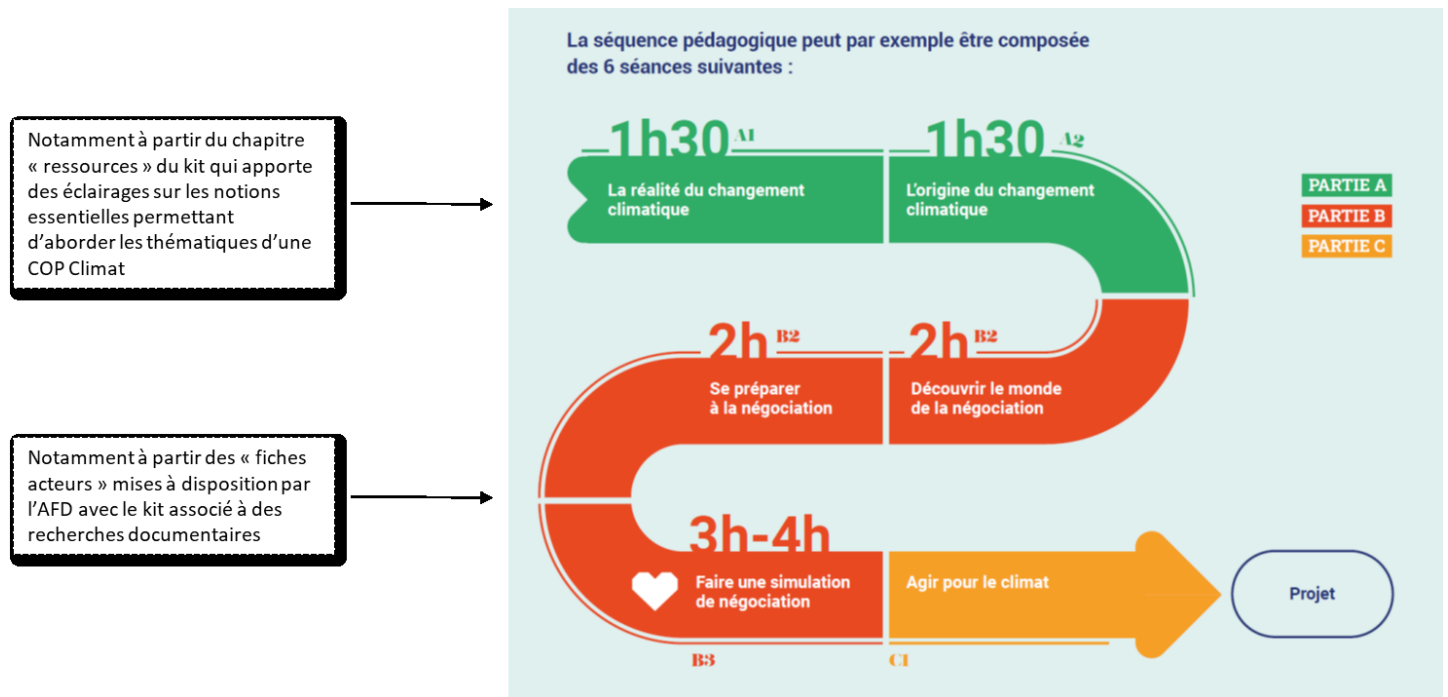 La séquence pédagogique peut par exemple être composée
des 6 séances suivantes :
Notamment à partir du chapitre
« ressources » du kit qui apporte
des éclairages sur les notions
essentielles permettant
d'aborder les thématiques d'une
COP Climat
1h30 A1
La réalité du changement
climatique
1h30 A2
L'origine du changement
climatique
PARTIE A
PARTIE B
PARTIE C
2h B2
Se préparer
à la négociation
2h B2
Découvrir le monde
de la négociation
Notamment à partir des « fiches
acteurs » mises à disposition par
l'AFD avec le kit associé à des
recherches documentaires
3h-4h
Faire une simulation
de négociation
B3
Agir pour le climat
C1
Projet